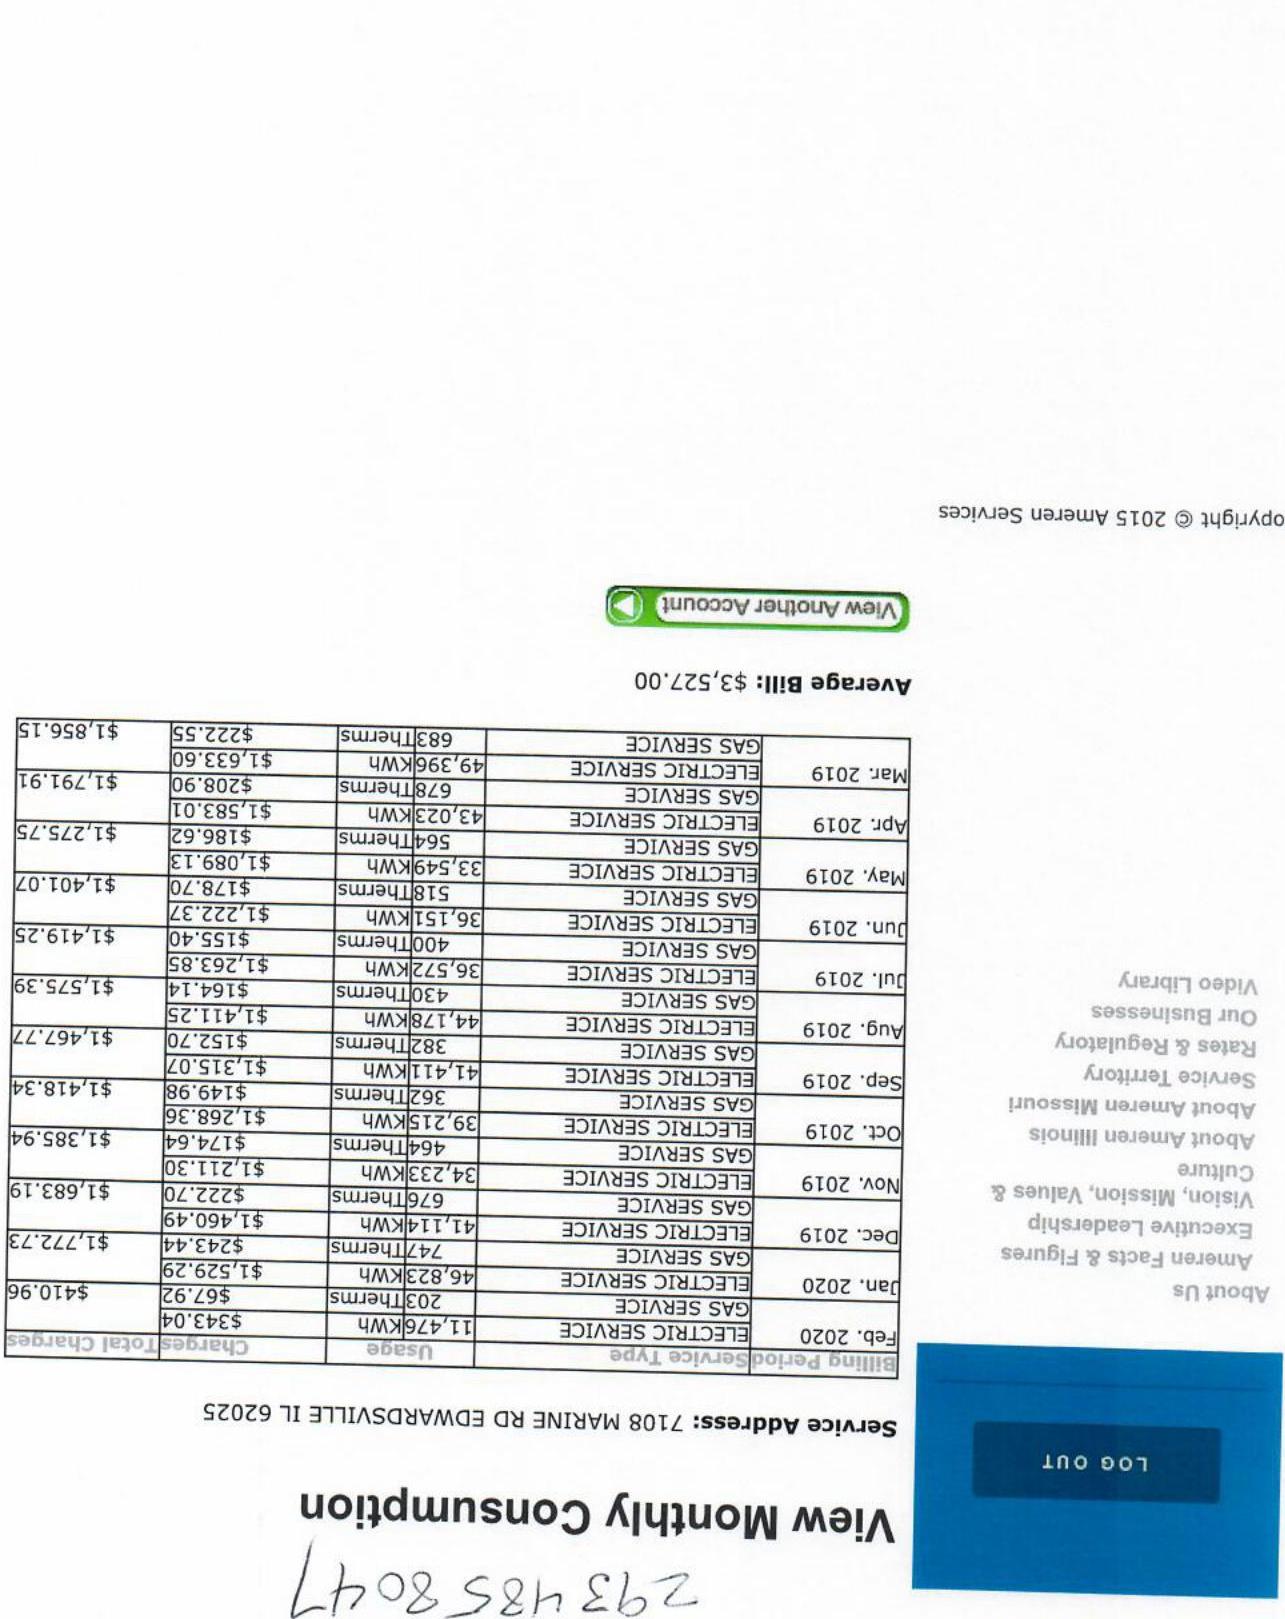 2934858047
View Monthly Consumption
Service Address: 7108 MARINE RD EDWARDSVILLE IL 62025
LOG OUT
About Us
Ameren Facts & Figures
Executive Leadership
Vision, Mission, Values &
Culture
About Ameren Illinois
About Ameren Missouri
Service Territory
Rates & Regulatory
Our Businesses
Video Library
Billing Period Service Type Usage Charges Total Charges
Feb. 2020 ELECTRIC SERVICE 11,476 KWh $343.04 $410.96
GAS SERVICE 203 Therms $67.92
Jan. 2020 ELECTRIC SERVICE 46,823 KWh $1,529.29 $1,772.73
GAS SERVICE 747 Therms $243.44
Dec. 2019 ELECTRIC SERVICE 41,114 KWh $1,460.49 $1,683.19
GAS SERVICE 676 Therms $222.70
Nov. 2019 ELECTRIC SERVICE 34,233 KWh $1,211.30 $1,385.94
GAS SERVICE 464 Therms $174.64
Oct. 2019 ELECTRIC SERVICE 39,215 KWh $1,268.36 $1,418.34
GAS SERVICE 362 Therms $149.98
Sep. 2019 ELECTRIC SERVICE 41,411 KWh $1,315.07 $1,467.77
GAS SERVICE 382 Therms $152.70
Aug. 2019 ELECTRIC SERVICE 44,178 KWh $1,411.25 $1,575.39
GAS SERVICE 430 Therms $164.14
Jul. 2019 ELECTRIC SERVICE 36,572 KWh $1,263.85 $1,419.25
GAS SERVICE 400 Therms $155.40
Jun. 2019 ELECTRIC SERVICE 36,151 KWh $1,222.37 $1,401.07
GAS SERVICE 518 Therms $178.70
May. 2019 ELECTRIC SERVICE 33,549 KWh $1,089.13 $1,275.75
GAS SERVICE 564 Therms $186.62
Apr. 2019 ELECTRIC SERVICE 43,023 KWh $1,583.01 $1,791.91
GAS SERVICE 678 Therms $208.90
Mar. 2019 ELECTRIC SERVICE 49,396 KWh $1,633.60 $1,856.15
GAS SERVICE 683 Therms $222.55
Average Bill: $3,527.00
View Another Account
opyright © 2015 Ameren Services